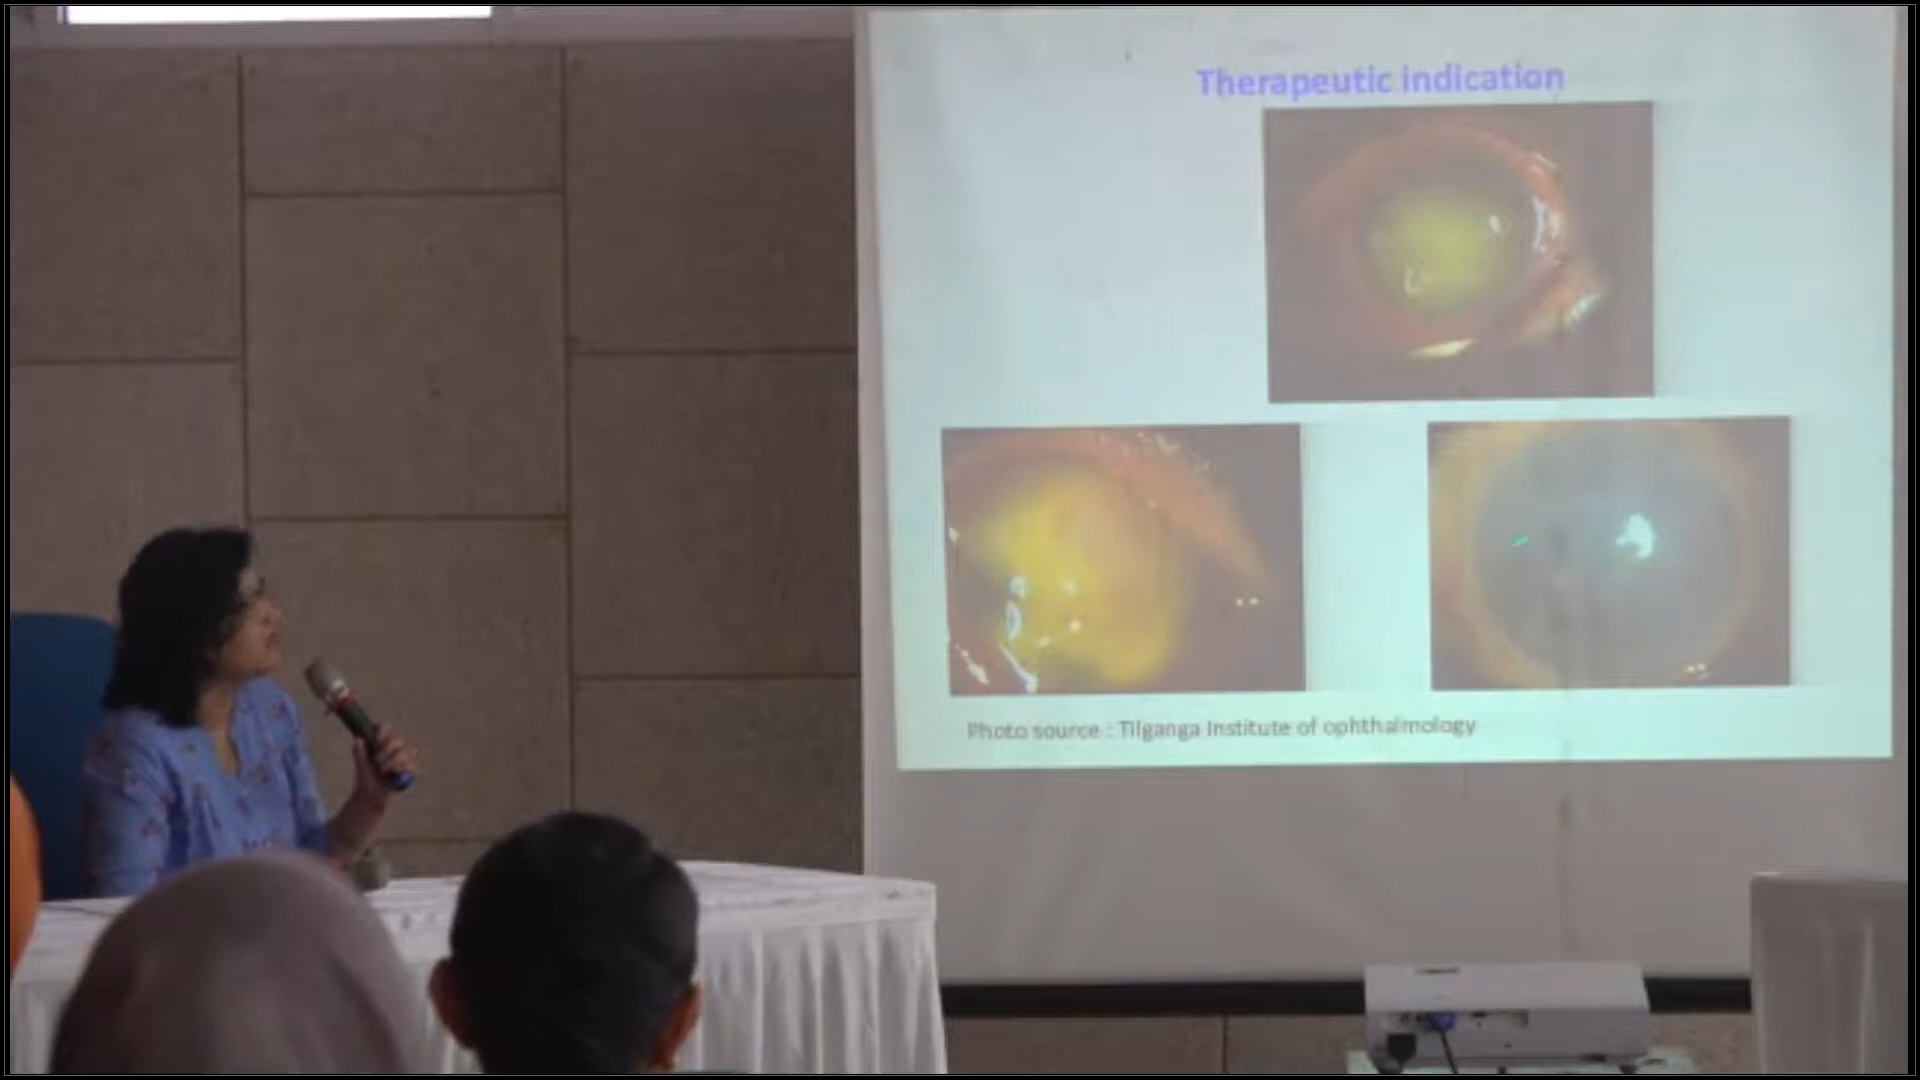 Therapeutic indication
Photo source : Tilganga Institute of ophthalmology